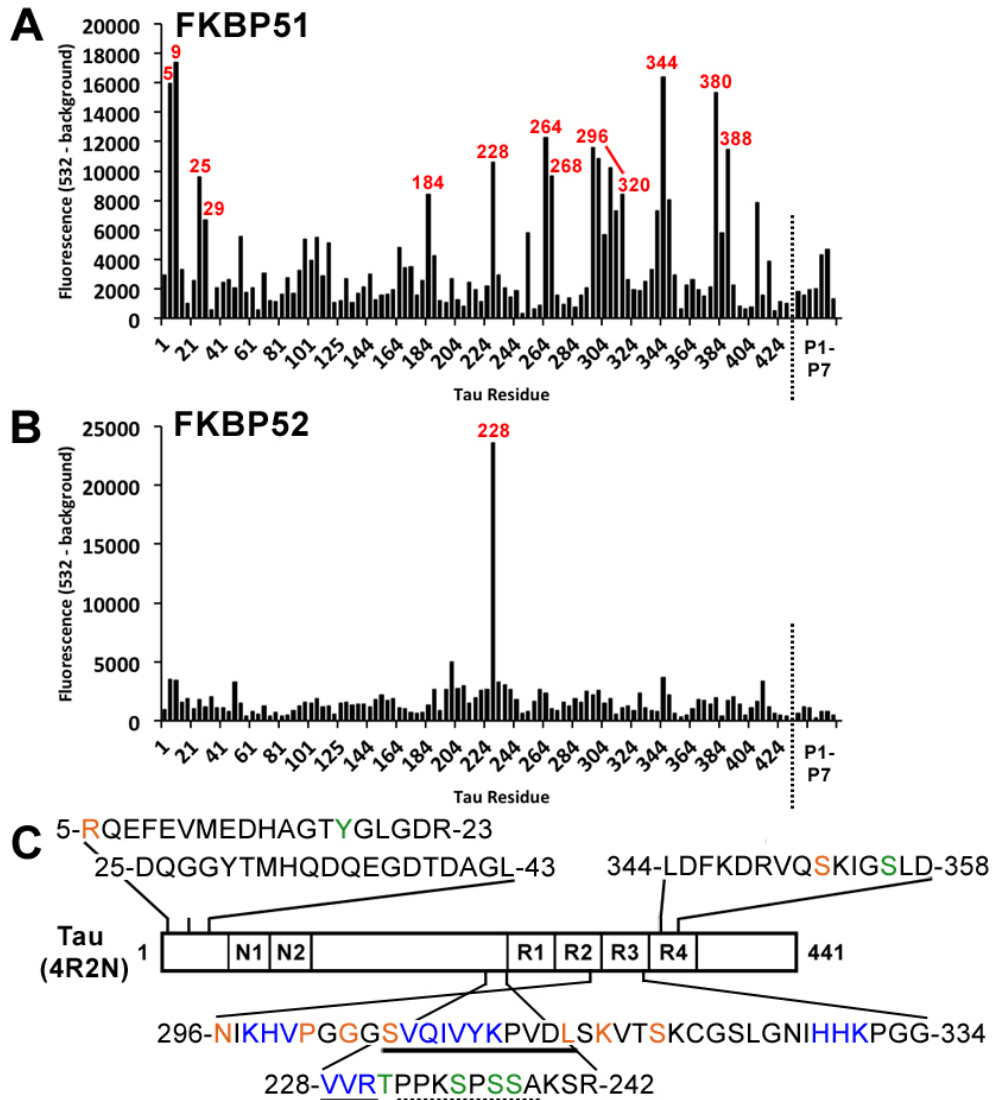 A FKBP51
Fluorescence (532 - background)
20000
18000
16000
14000
12000
10000
8000
6000
4000
2000
0
5
9
25
29
184
228
264
268
296
320
344
380
388
1 21 41 61 81 101 125 144 164 184 204 224 244 264 284 304 324 344 364 384 404 424
P1-
P7
Tau Residue
B FKBP52
Fluorescence (532 - background)
25000
20000
15000
10000
5000
0
228
1 21 41 61 81 101 125 144 164 184 204 224 244 264 284 304 324 344 364 384 404 424
P1-
P7
Tau Residue
C
5-RQEFEVMEDHAGTYGLGDR-23
25-DQGGYTMHQDQEGDTDAGL-43
344-LDFKDRVQSKIGSLD-358
Tau
(4R2N)
1 N1 N2 R1 R2 R3 R4 441
296-NIKHVPGGGSVQIVYKPVDLSKVTSKCGSLGNIHHKPGG-334
228-VVRTPPKSPSSAKSR-242